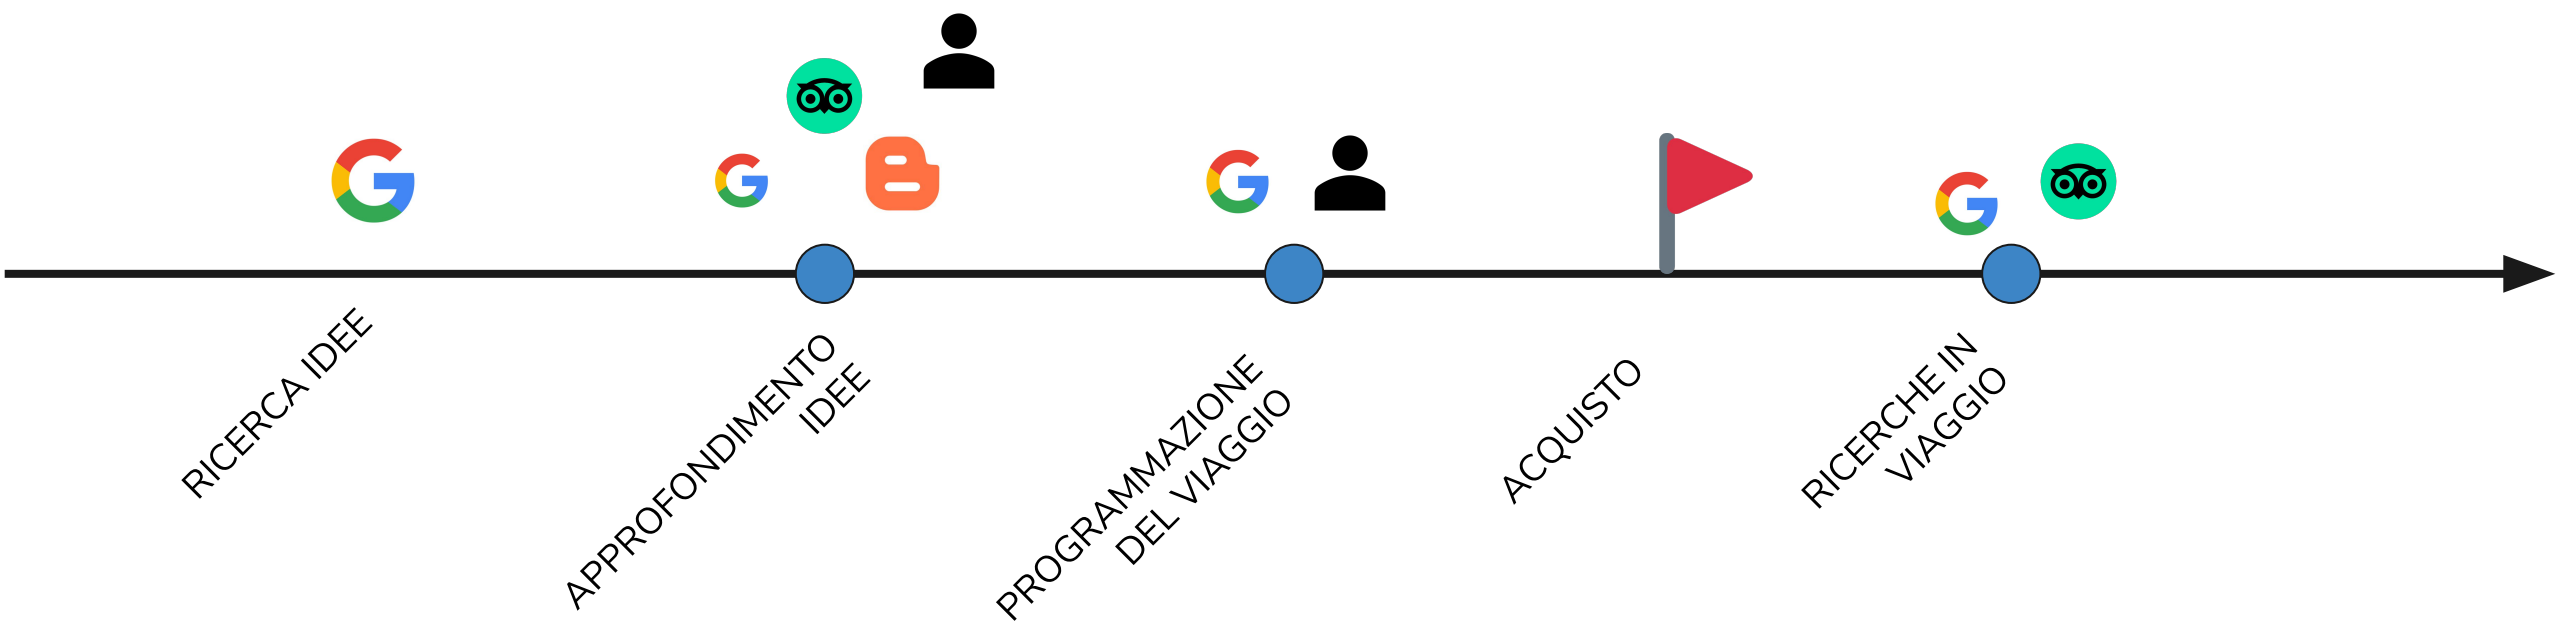 RICERCA IDEE
APPROFONDIMENTO
IDEE
PROGRAMMAZIONE
DEL VIAGGIO
ACQUISTO
RICERCHE IN
VIAGGIO